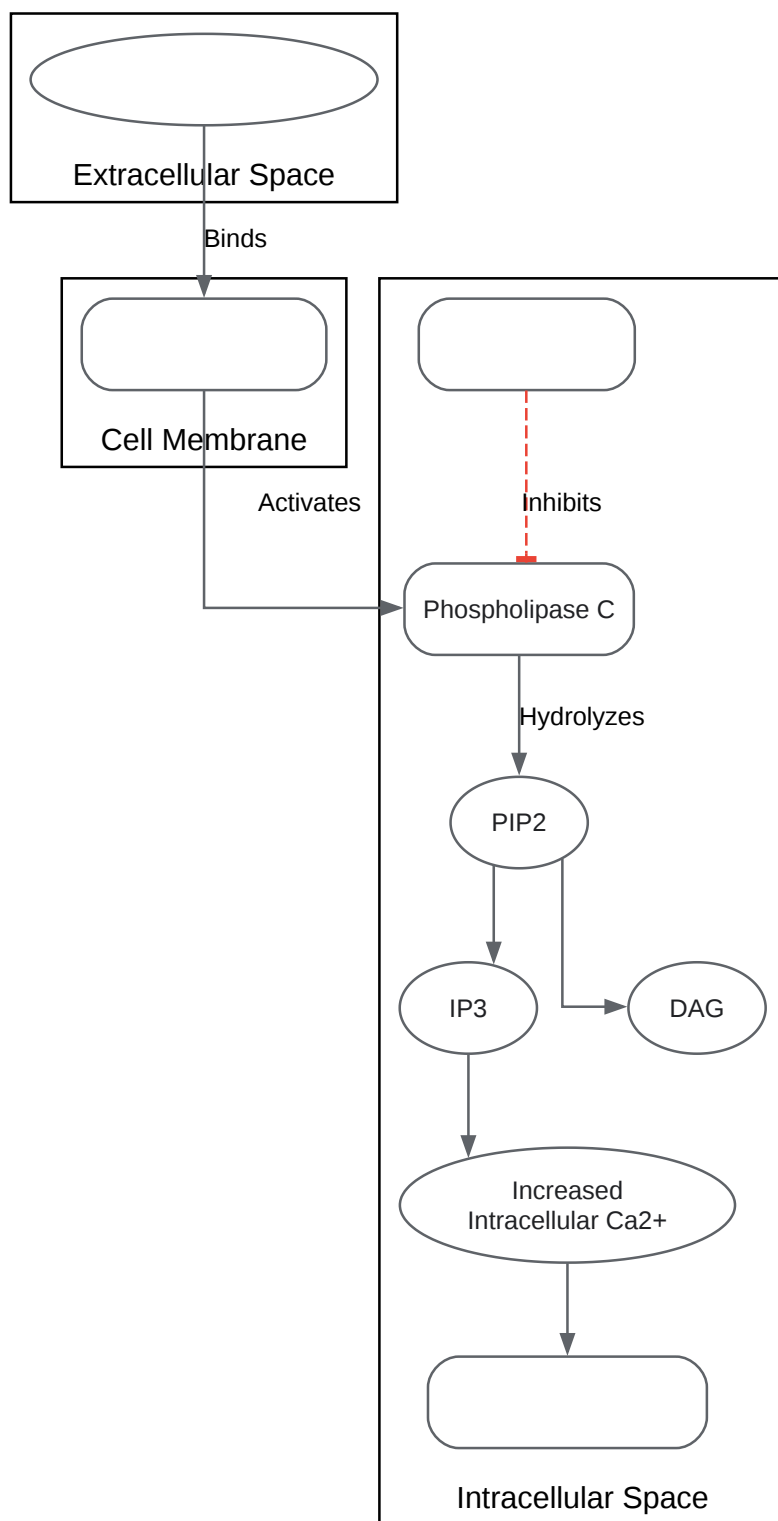 Extracellular Space
Binds
Cell Membrane
Activates
Inhibits
Phospholipase C
Hydrolyzes
PIP2
IP3
DAG
Increased
Intracellular Ca2+
Intracellular Space